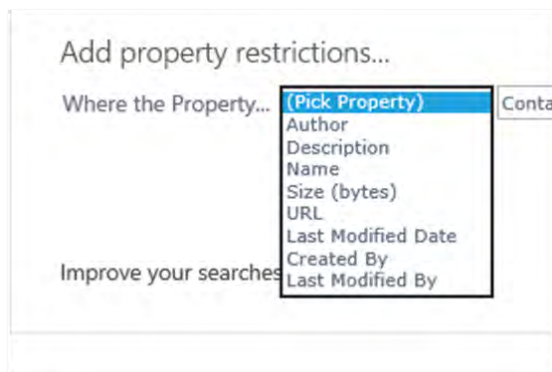 Add property restrictions...
Where the Property... (Pick Property) Conta
Author
Description
Name
Size (bytes)
URL
Last Modified Date
Created By
Improve your searches Last Modified By